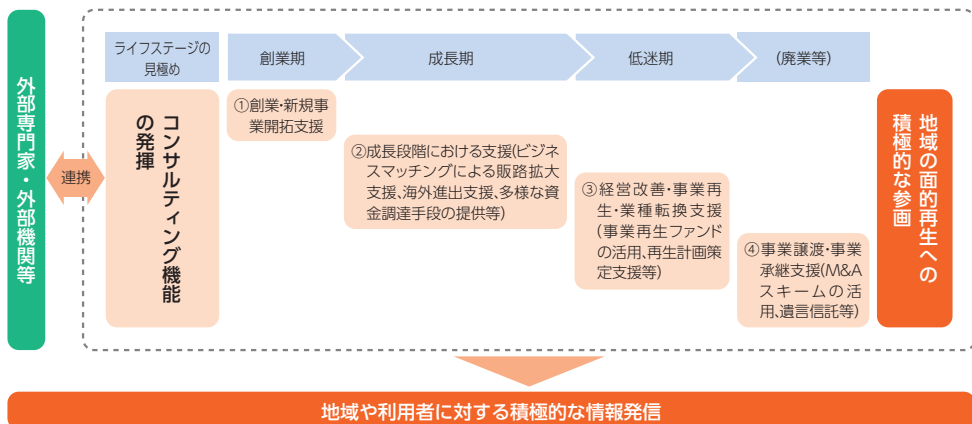 外部専門家・外部機関等
連携
ライフステージの
見極め
コンサルティング機能
の発揮
創業期
成長期
低迷期
(廃業等)
①創業・新規事
業開拓支援
②成長段階における支援(ビジネ
スマッチングによる販路拡大
支援、海外進出支援、多様な資
金調達手段の提供等)
③経営改善・事業再
生・業種転換支援
(事業再生ファンド
の活用、再生計画策
定支援等)
④事業譲渡・事業
承継支援(M&A
スキームの活
用、遺言信託等)
地域の面的再生への
積極的な参画
地域や利用者に対する積極的な情報発信